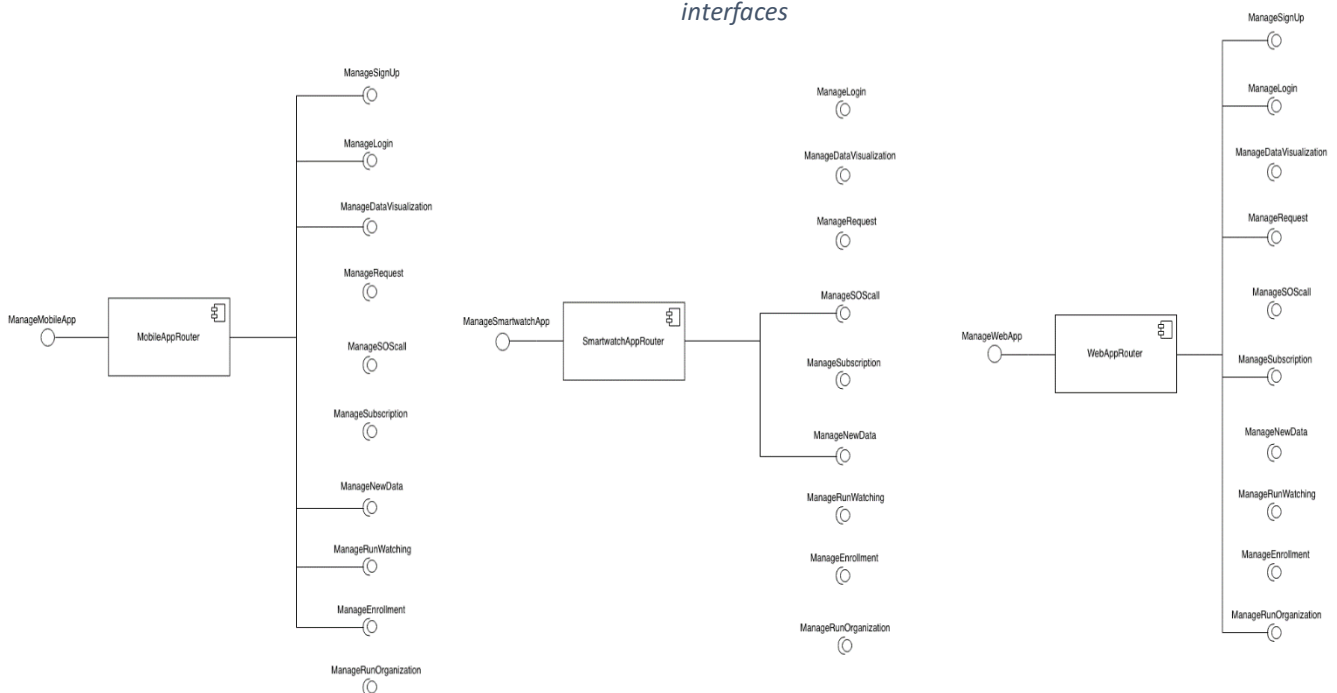 interfaces
ManageMobileApp
MobileAppRouter
ManageSignUp
ManageLogin
ManageDataVisualization
ManageRequest
ManageSOScall
ManageSubscription
ManageNewData
ManageRunWatching
ManageEnrollment
ManageRunOrganization
ManageSmartwatchApp
SmartwatchAppRouter
ManageLogin
ManageDataVisualization
ManageRequest
ManageSOScall
ManageSubscription
ManageNewData
ManageRunWatching
ManageEnrollment
ManageRunOrganization
ManageWebApp
WebAppRouter
ManageSignUp
ManageLogin
ManageDataVisualization
ManageRequest
ManageSOScall
ManageSubscription
ManageNewData
ManageRunWatching
ManageEnrollment
ManageRunOrganization